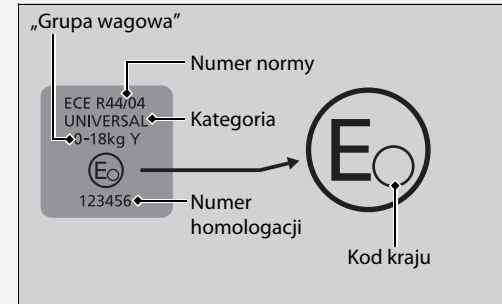 „Grupa wagowa”
Numer normy
ECE R44/04
UNIVERSAL
Kategoria
0-18kg Y
E
E
123456
Numer
homologacji
Kod kraju